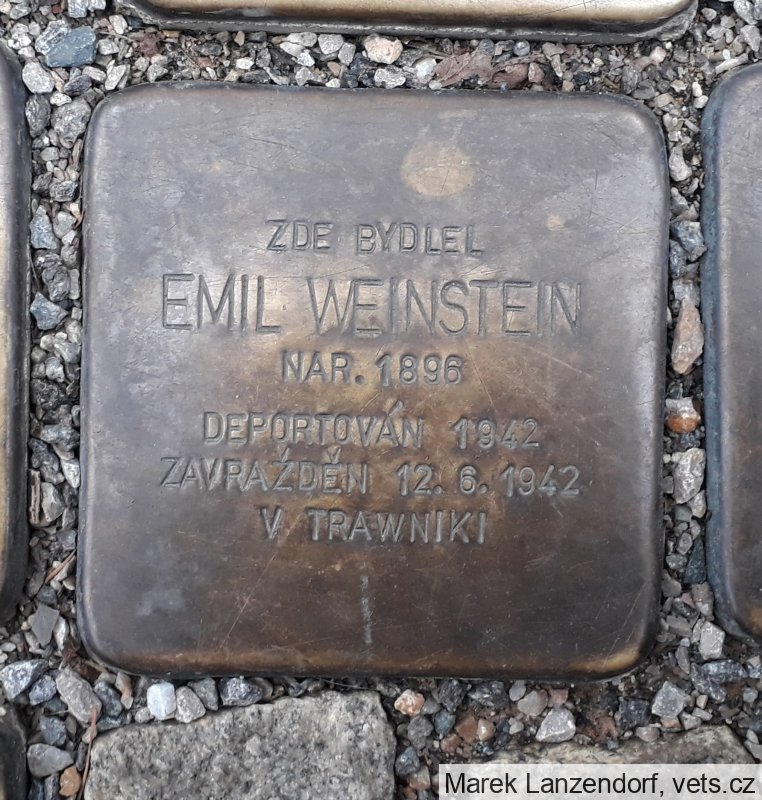 ZDE BYDLEL
EMIL WEINSTEIN
NAR. 1896
DEPORTOVÁN 1942
ZAVRAŽDĚN 12. 6. 1942
V TRAWNIKI
Marek Lanzendorf, vets.cz